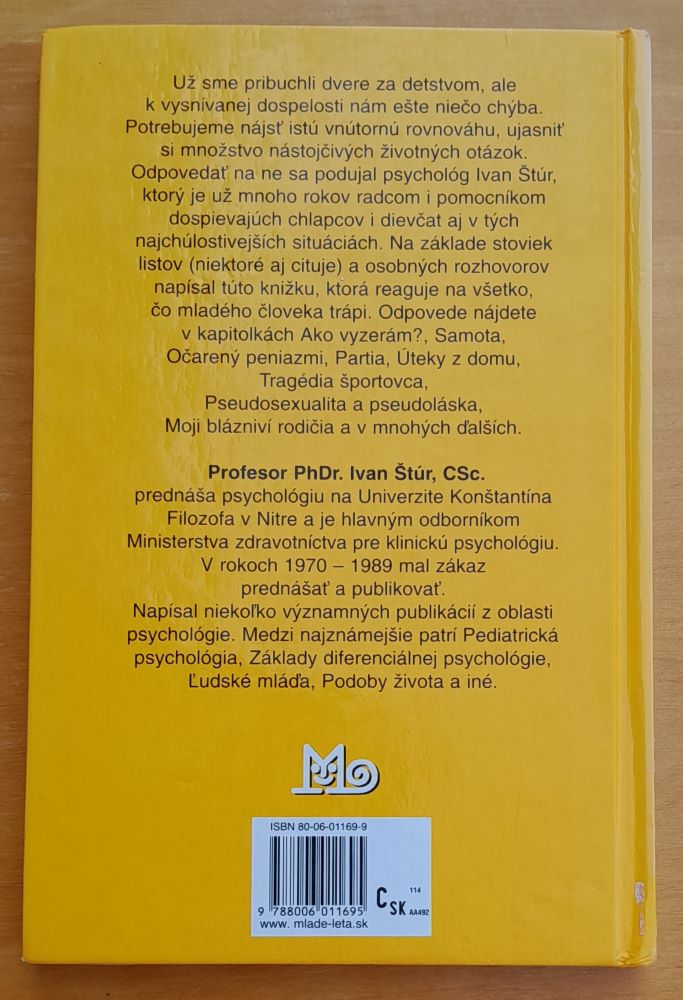 Už sme pribuchli dvere za detstvom, ale
k vysnívanej dospelosti nám ešte niečo chýba.
Potrebujeme nájsť istú vnútornú rovnováhu, ujasniť
si množstvo nástojčivých životných otázok.
Odpovedať na ne sa podujal psychológ Ivan Štúr,
ktorý je už mnoho rokov radcom i pomocníkom
dospievajúch chlapcov i dievčat aj v tých
najchúlostivejších situáciách. Na základe stoviek
listov (niektoré aj cituje) a osobných rozhovorov
napísal túto knižku, ktorá reaguje na všetko,
čo mladého človeka trápi. Odpovede nájdete
v kapitolkách Ako vyzerám?, Samota,
Očarený peniazmi, Partia, Úteky z domu,
Tragédia športovca,
Pseudosexualita a pseudoláska,
Moji blázniví rodičia a v mnohých ďalších.
Profesor PhDr. Ivan Štúr, CSc.
prednáša psychológiu na Univerzite Konštantína
Filozofa v Nitre a je hlavným odborníkom
Ministerstva zdravotníctva pre klinickú psychológiu.
V rokoch 1970 – 1989 mal zákaz
prednášať a publikovať.
Napísal niekoľko významných publikácií z oblasti
psychológie. Medzi najznámejšie patrí Pediatrická
psychológia, Základy diferenciálnej psychológie,
Ľudské mláďa, Podoby života a iné.
ISBN 80-06-01169-9
114
C SK AA492
9 788006 011695
www. mlade-leta.sk